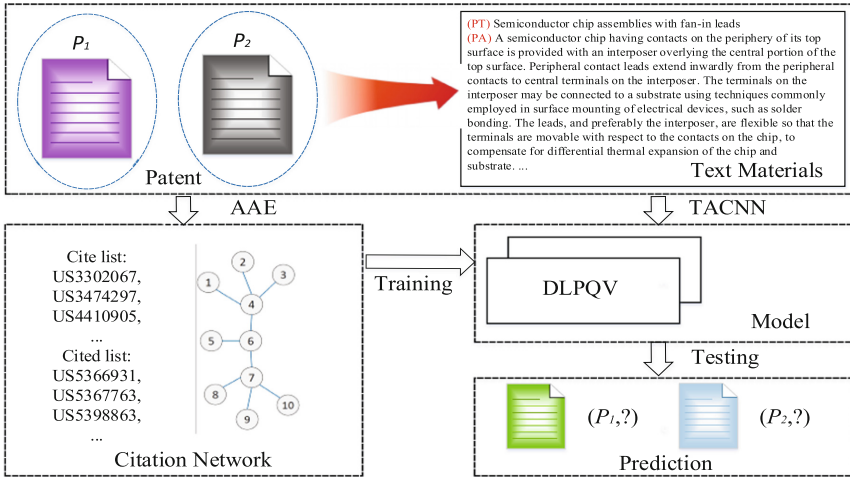 P1
P2
Patent
(PT) Semiconductor chip assemblies with fan-in leads
(PA) A semiconductor chip having contacts on the periphery of its top
surface is provided with an interposer overlying the central portion of the
top surface. Peripheral contact leads extend inwardly from the peripheral
contacts to central terminals on the interposer. The terminals on the
interposer may be connected to a substrate using techniques commonly
employed in surface mounting of electrical devices, such as solder
bonding. The leads, and preferably the interposer, are flexible so that the
terminals are movable with respect to the contacts on the chip, to
compensate for differential thermal expansion of the chip and
substrate. ...
Text Materials
AAE
TACNN
Cite list:
US3302067,
US3474297,
US4410905,
...
Cited list:
US5366931,
US5367763,
US5398863,
...
1
2
3
4
5
6
7
8
9
10
Citation Network
Training
DLPQV
Model
Testing
(P1,?)
(P2,?)
Prediction